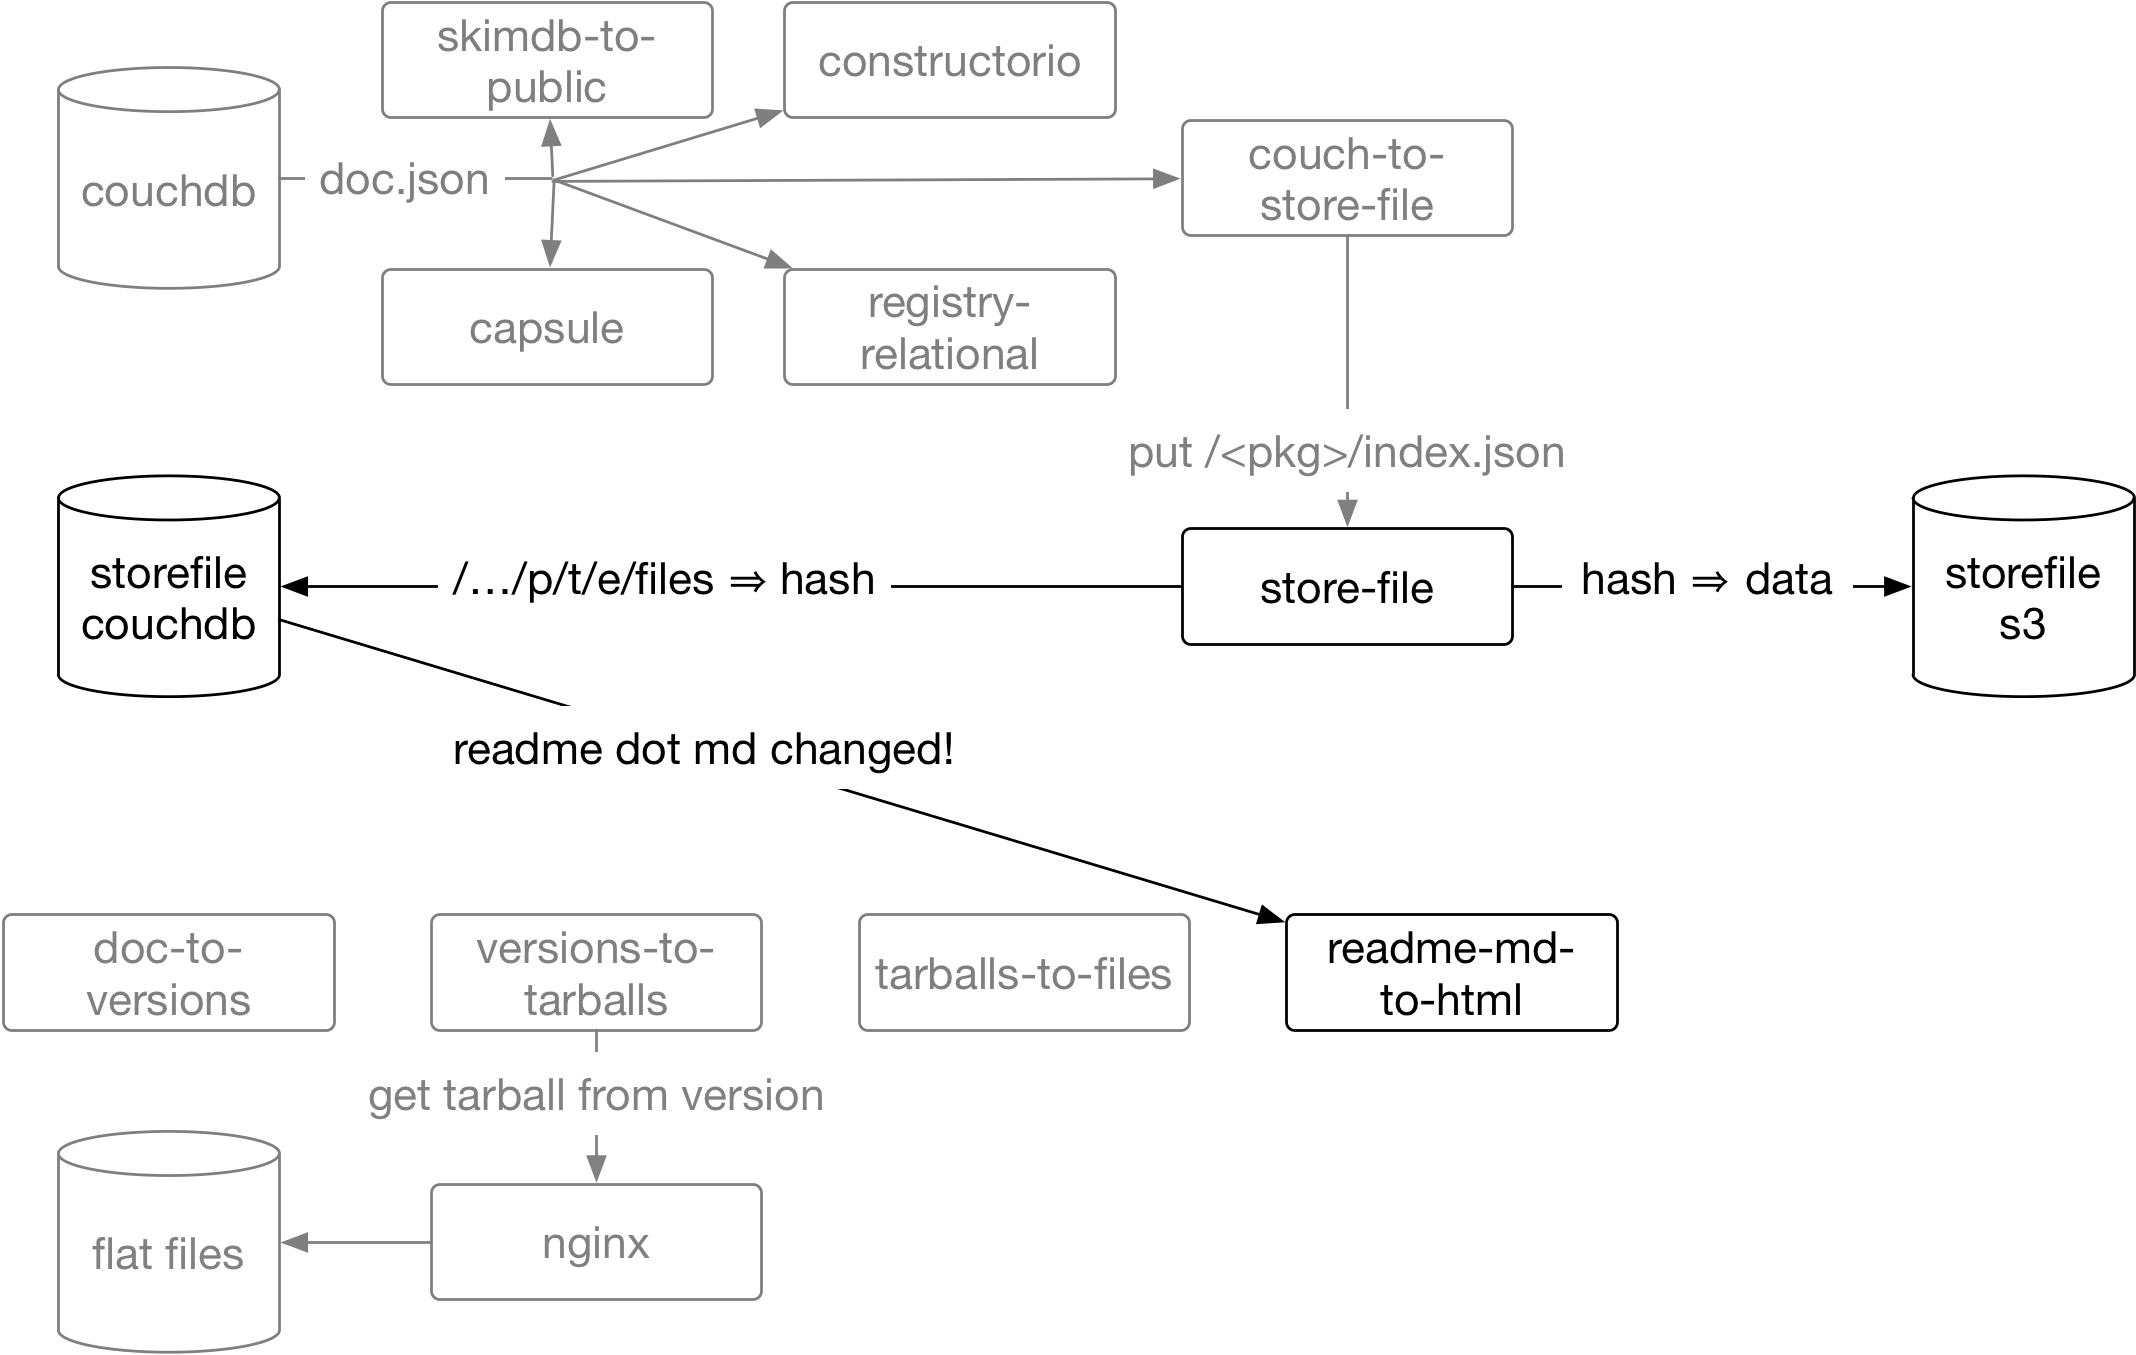 skimdb-to-
public
constructorio
couchdb
doc.json
couch-to-
store-file
capsule
registry-
relational
put /<pkg>/index.json
storefile
couchdb
/…/p/t/e/files ⇒ hash
store-file
hash ⇒ data
storefile
s3
readme dot md changed!
doc-to-
versions
versions-to-
tarballs
tarballs-to-files
readme-md-
to-html
get tarball from version
flat files
nginx